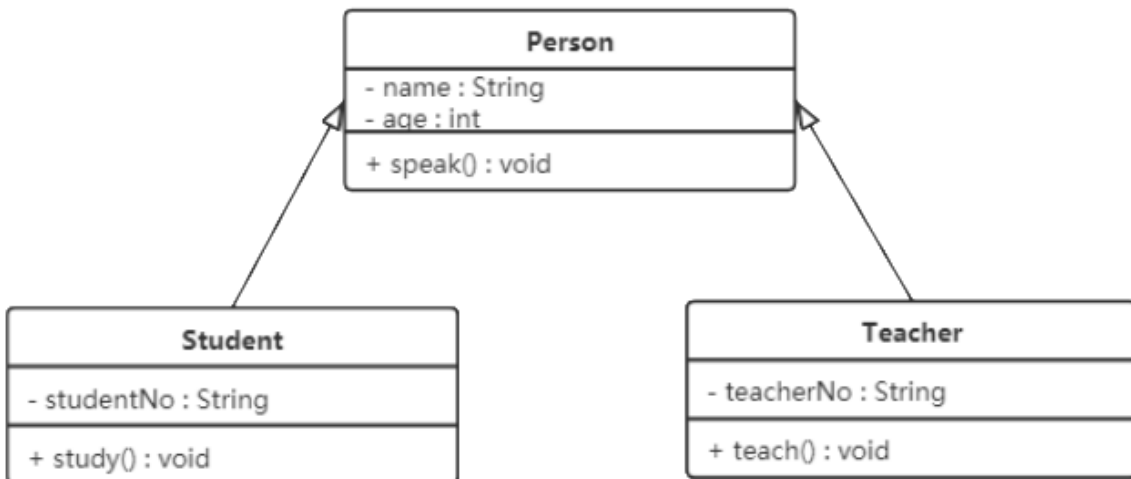 Person
- name : String
- age : int
+ speak() : void
Student
- studentNo : String
+ study() : void
Teacher
- teacherNo : String
+ teach() : void